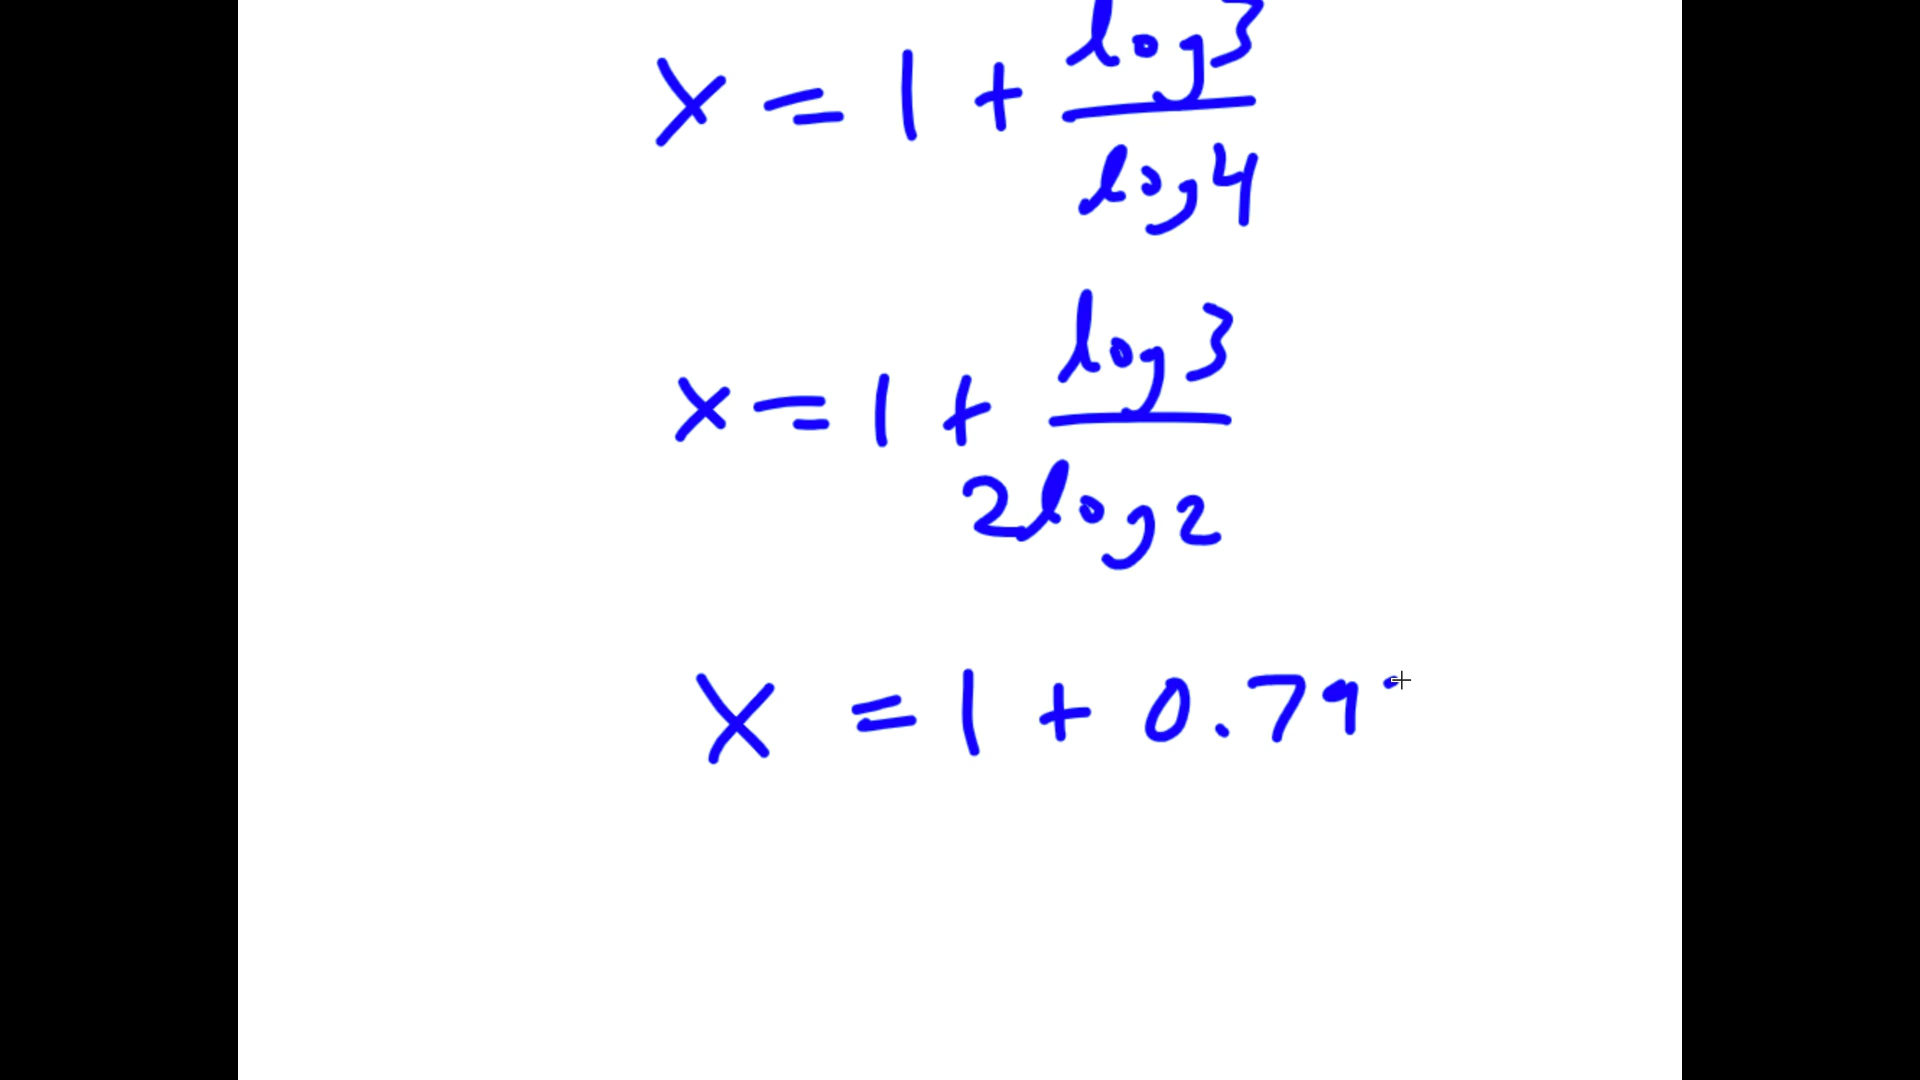 x = 1 + log3/log4
x = 1 + log3/2log2
x = 1 + 0.79